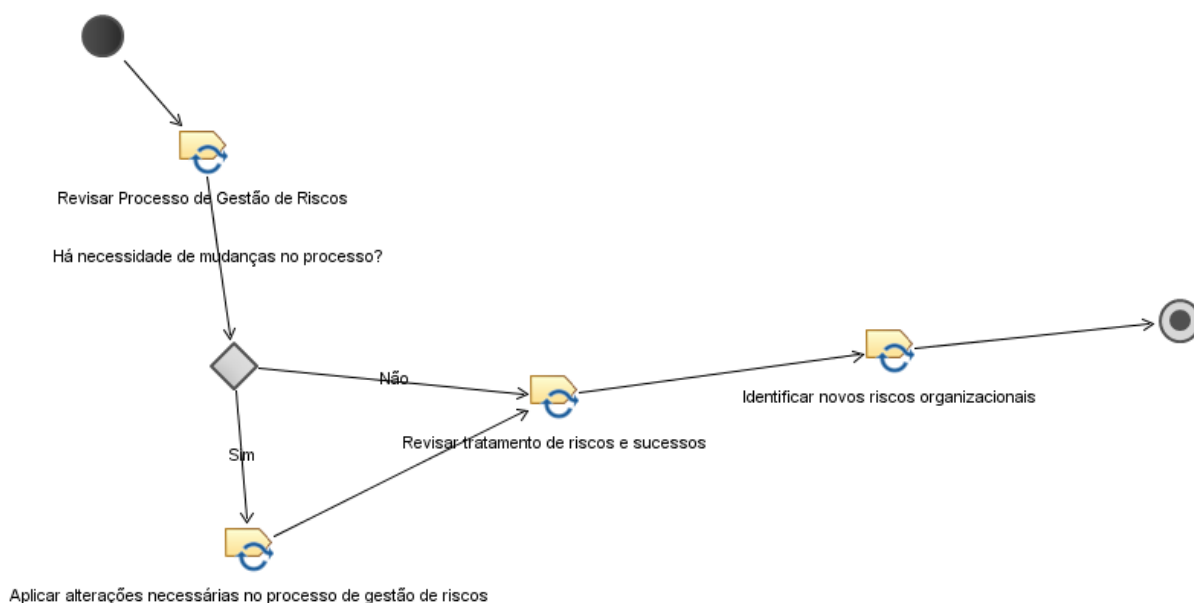 Revisar Processo de Gestão de Riscos
Há necessidade de mudanças no processo?
Não
Identificar novos riscos organizacionais
Revisar tratamento de riscos e sucessos
Sim
Aplicar alterações necessárias no processo de gestão de riscos